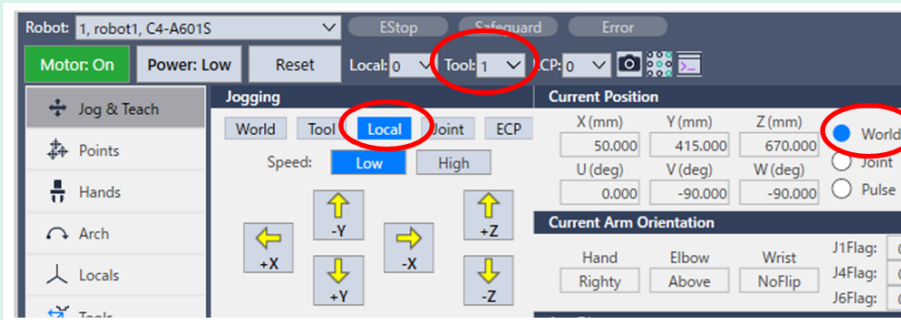 Robot: 1, robot1, C4-A601S EStop Safeguard Error
Motor: On Power: Low Reset Local: 0 Tool: 1 ECP: 0
Jog & Teach
Points
Hands
Arch
Locals
Tools
Jogging
World Tool Local Joint ECP
Speed: Low High
-Y +Z
+X -X
+Y -Z
Current Position
X (mm) Y (mm) Z (mm)
50.000 415.000 670.000 World
U (deg) V (deg) W (deg) Joint
0.000 -90.000 -90.000 Pulse
Current Arm Orientation
Hand Elbow Wrist J1Flag:
Righty Above NoFlip J4Flag:
J6Flag: